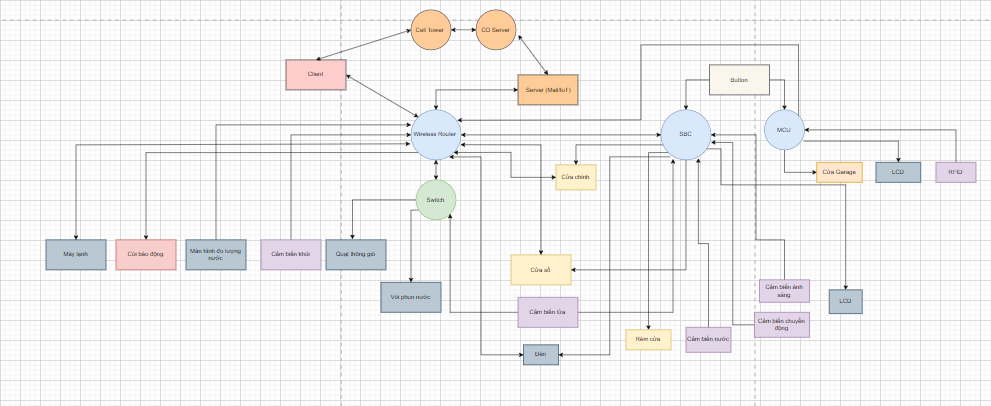 Cell Tower
CO Server
Client
Server (Mail/IoT)
Button
Wireless Router
SBC
MCU
Cửa chính
Cửa Garage
LCD
RFID
Switch
Máy lạnh
Còi báo động
Màn hình đo lượng
nước
Cảm biến khói
Quạt thông gió
Cửa sổ
Vòi phun nước
Cảm biến lửa
Cảm biến ánh
sáng
LCD
Cảm biến chuyển
động
Rèm cửa
Cảm biến nước
Đèn